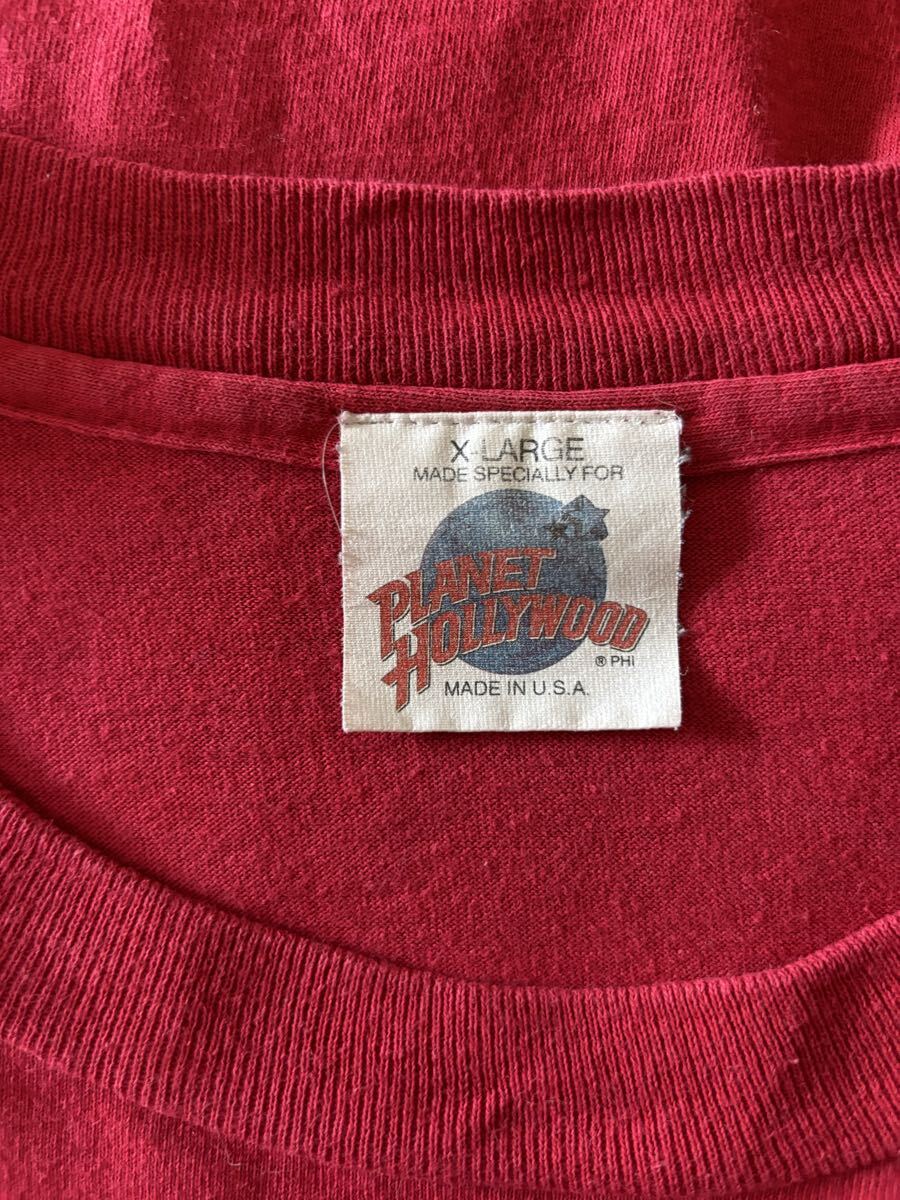 X-LARGE
MADE SPECIALLY FOR
PLANET
HOLLYWOOD
® PHI
MADE IN U.S.A.